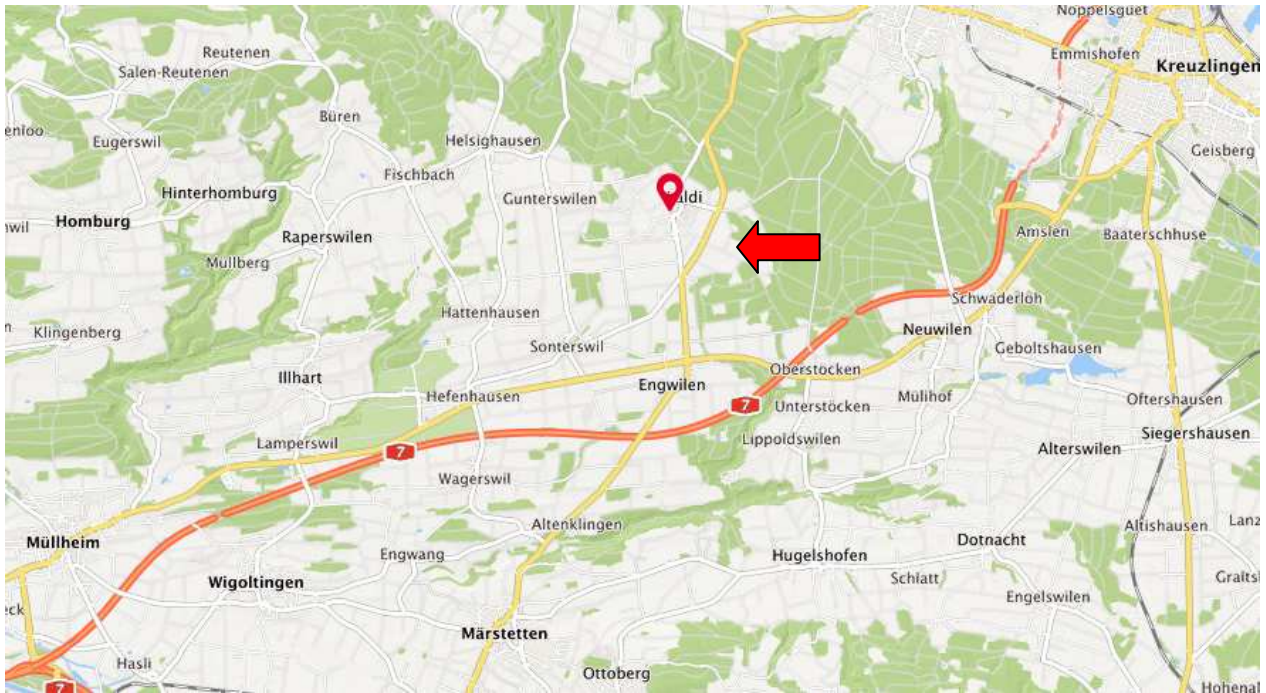 Noppelsguet
Reutenen
Emmishofen
Kreuzlingen
Salen-Reutenen
Büren
Eugerswil
Helsighausen
Geisberg
Fischbach
Hinterhomburg
Gunterswilen
aldi
Homburg
Raperswilen
Amslen
Baaterschhuse
Mullberg
Schwaderloh
Hattenhausen
Klingenberg
Neuwilen
Sonterswil
Geboltshausen
Oberstocken
Illhart
Engwilen
Hefenhausen
Mülihof
Oftershausen
7
Unterstöcken
Siegershausen
Lamperswil
Lippoldswilen
Alterswilen
7
Wagerswil
Altenklingen
Altishausen
Müllheim
Engwang
Hugelshofen
Dotnacht
Wigoltingen
Schlatt
Engelswilen
Märstetten
Hasli
Ottoberg
7